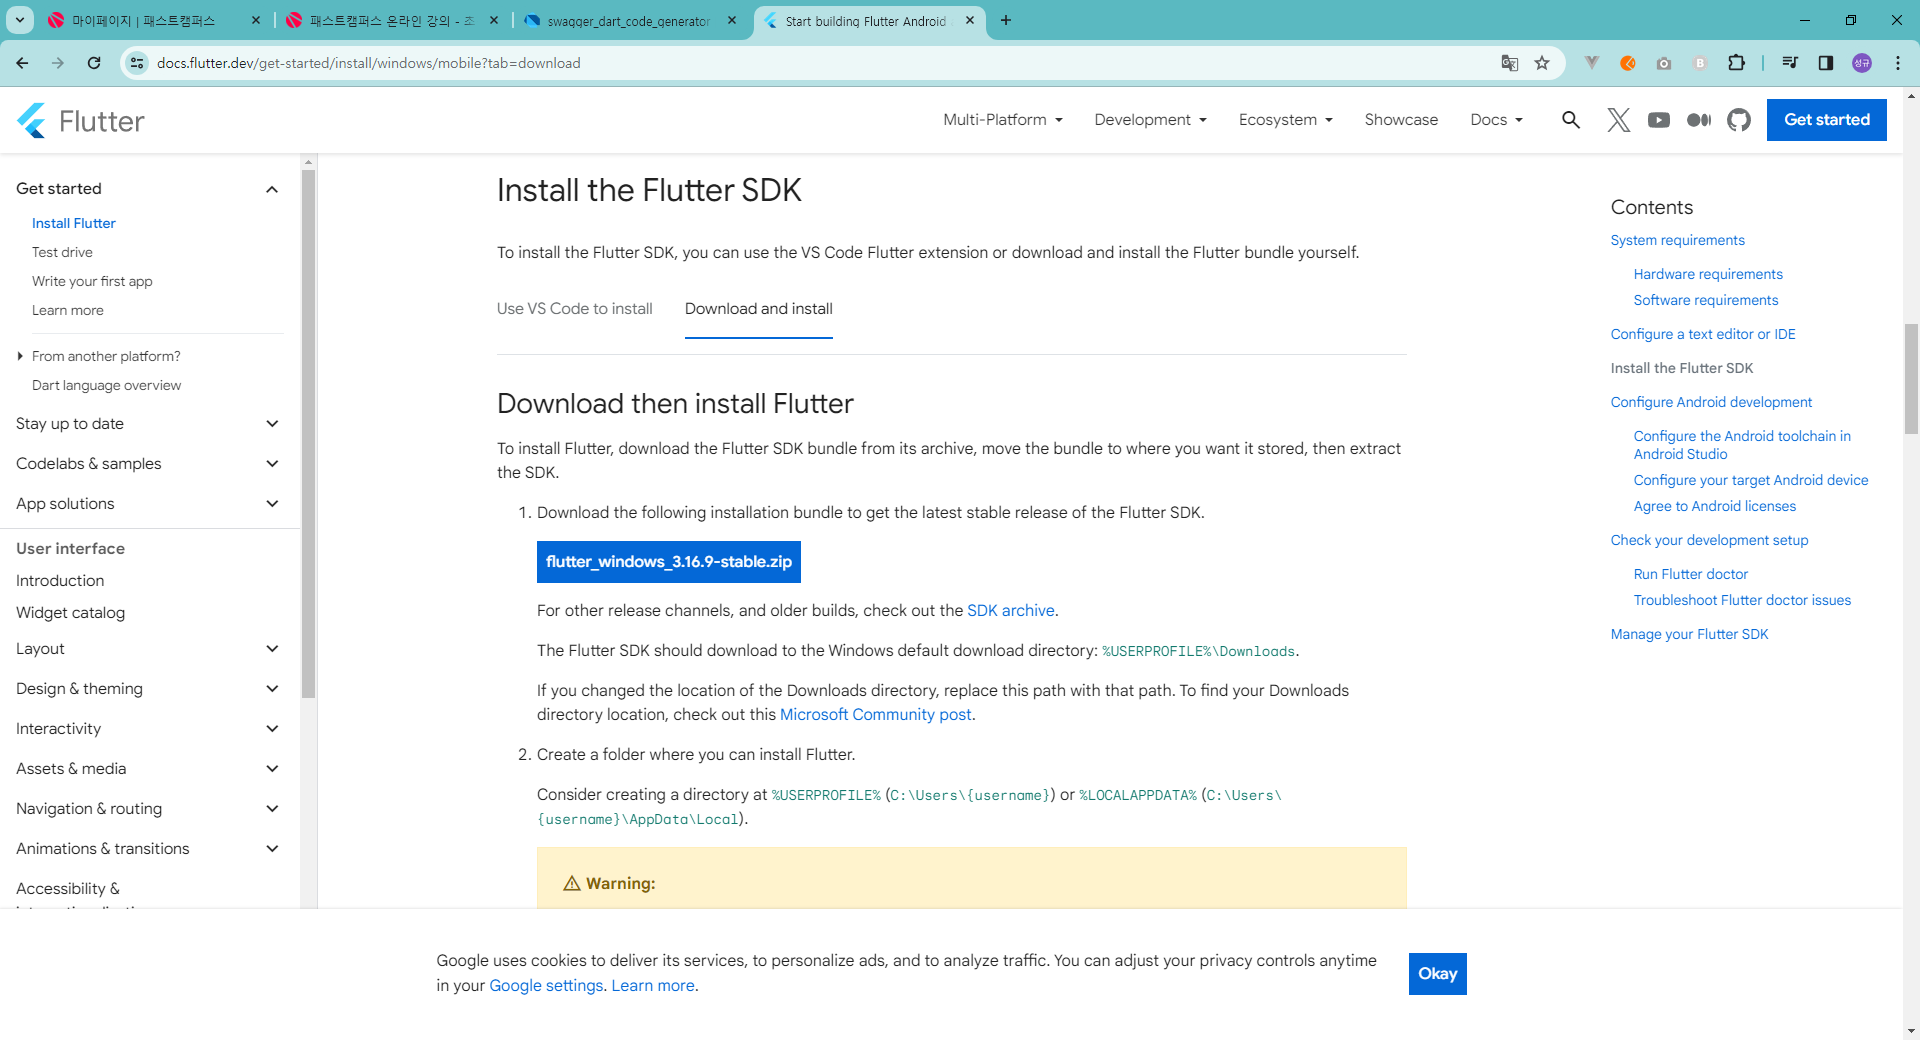 마이페이지 | 패스트캠퍼스
패스트캠퍼스 온라인 강의 - 초
swagger_dart_code_generator
Start building Flutter Android
docs.flutter.dev/get-started/install/windows/mobile?tab=download
성규
Flutter
Multi-Platform
Development
Ecosystem
Showcase
Docs
Get started
Get started
Install Flutter
Test drive
Write your first app
Learn more
From another platform?
Dart language overview
Stay up to date
Codelabs & samples
App solutions
User interface
Introduction
Widget catalog
Layout
Design & theming
Interactivity
Assets & media
Navigation & routing
Animations & transitions
Accessibility &
Install the Flutter SDK
To install the Flutter SDK, you can use the VS Code Flutter extension or download and install the Flutter bundle yourself.
Use VS Code to install
Download and install
Download then install Flutter
To install Flutter, download the Flutter SDK bundle from its archive, move the bundle to where you want it stored, then extract
the SDK.
1. Download the following installation bundle to get the latest stable release of the Flutter SDK.
flutter_windows_3.16.9-stable.zip
For other release channels, and older builds, check out the SDK archive.
The Flutter SDK should download to the Windows default download directory: %USERPROFILE%\Downloads.
If you changed the location of the Downloads directory, replace this path with that path. To find your Downloads
directory location, check out this Microsoft Community post.
2. Create a folder where you can install Flutter.
Consider creating a directory at %USERPROFILE% (C:\Users\{username}) or %LOCALAPPDATA% (C:\Users\
{username}\AppData\Local).
Warning:
Contents
System requirements
Hardware requirements
Software requirements
Configure a text editor or IDE
Install the Flutter SDK
Configure Android development
Configure the Android toolchain in
Android Studio
Configure your target Android device
Agree to Android licenses
Check your development setup
Run Flutter doctor
Troubleshoot Flutter doctor issues
Manage your Flutter SDK
Google uses cookies to deliver its services, to personalize ads, and to analyze traffic. You can adjust your privacy controls anytime
in your Google settings. Learn more.
Okay